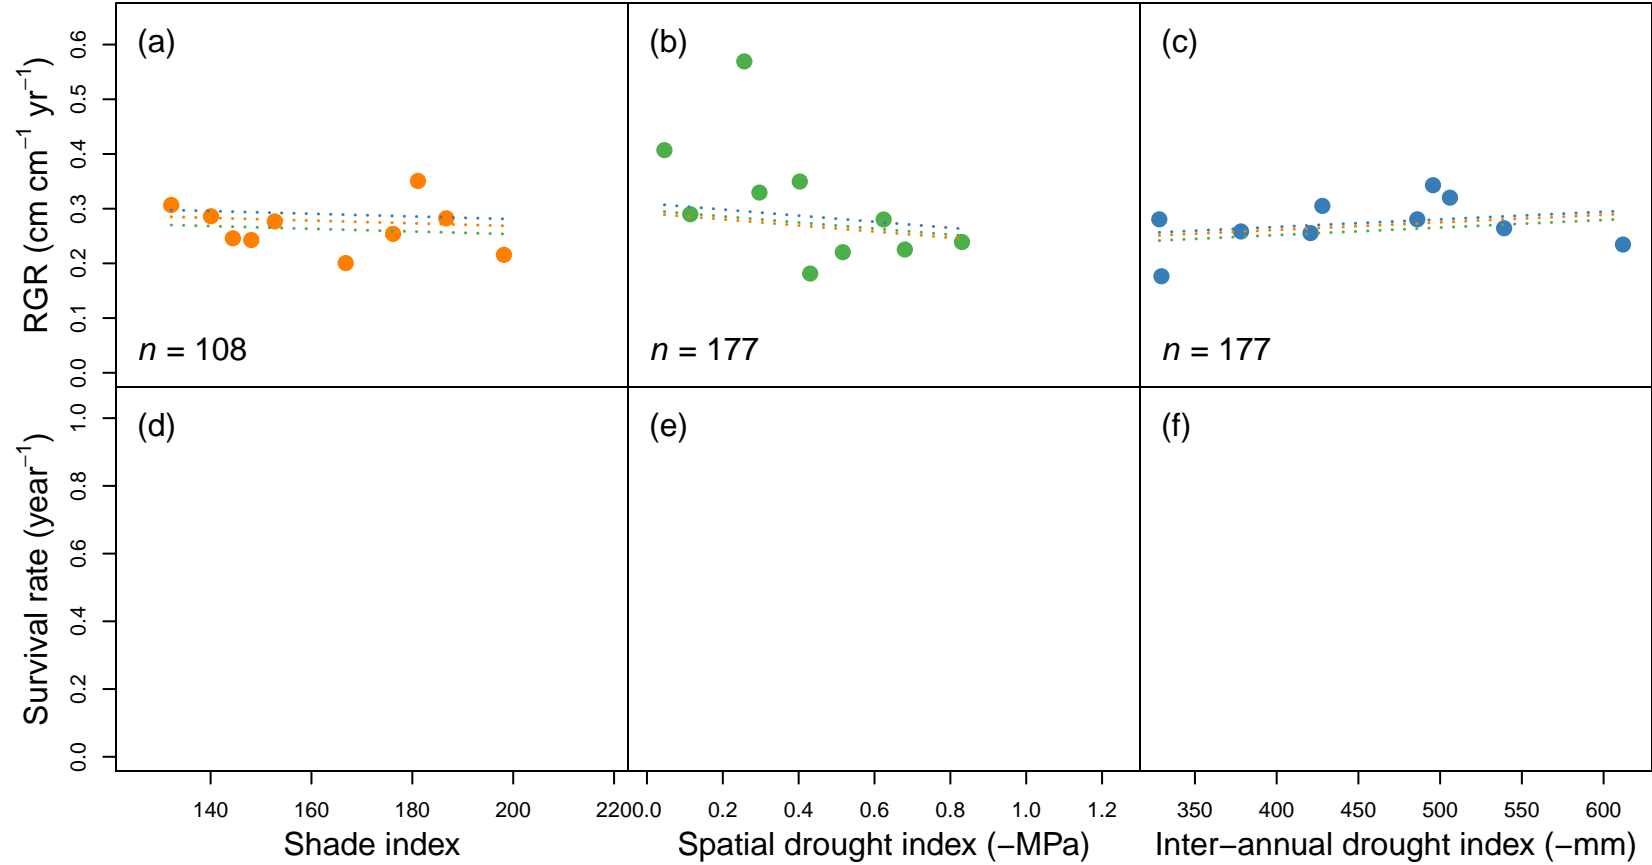 (a)
(b)
(c)
RGR (cm cm⁻¹ yr⁻¹)
0.6
0.5
0.4
0.3
0.2
0.1
0.0
n = 108
n = 177
n = 177
(d)
(e)
(f)
Survival rate (year⁻¹)
1.0
0.8
0.6
0.4
0.2
0.0
140 160 180 200 220
0.0 0.2 0.4 0.6 0.8 1.0 1.2
350 400 450 500 550 600
Shade index
Spatial drought index (−MPa)
Inter−annual drought index (−mm)